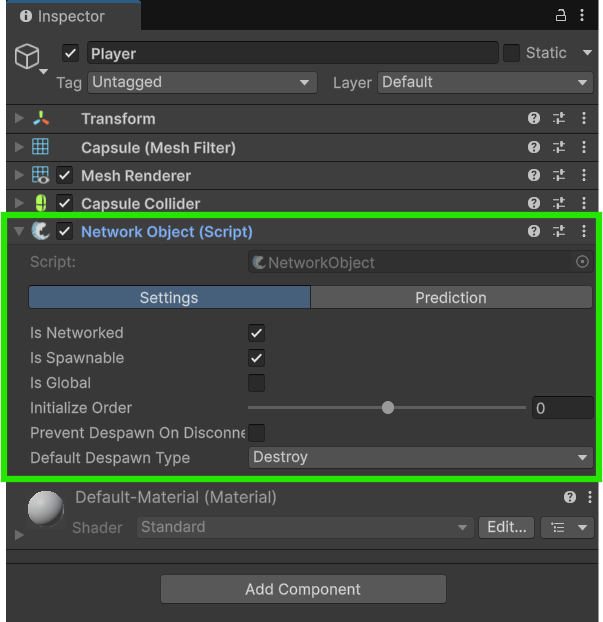 Inspector
Player
Static
Tag Untagged Layer Default
Transform
Capsule (Mesh Filter)
Mesh Renderer
Capsule Collider
Network Object (Script)
Script: NetworkObject
Settings Prediction
Is Networked
Is Spawnable
Is Global
Initialize Order 0
Prevent Despawn On Disconne
Default Despawn Type Destroy
Default-Material (Material)
Shader Standard Edit...
Add Component